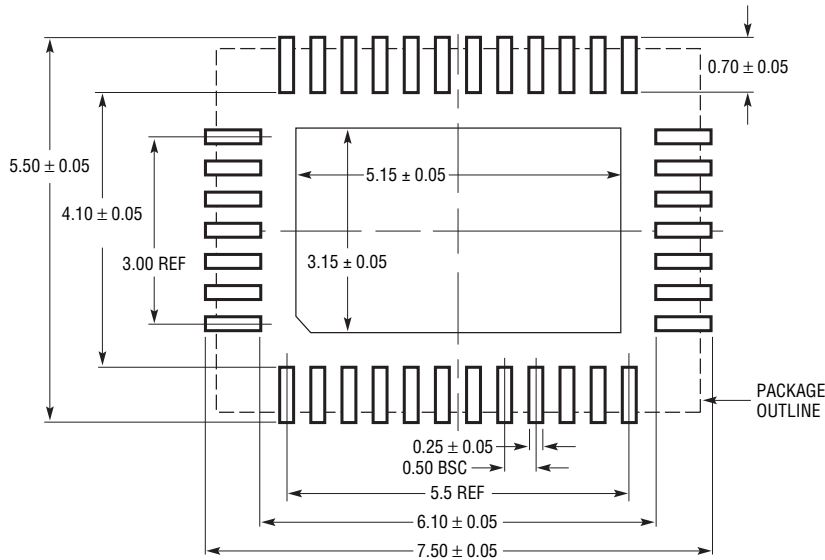 0.70 ± 0.05
5.50 ± 0.05
5.15 ± 0.05
4.10 ± 0.05
3.00 REF
3.15 ± 0.05
PACKAGE
OUTLINE
0.25 ± 0.05
0.50 BSC
5.5 REF
6.10 ± 0.05
7.50 ± 0.05